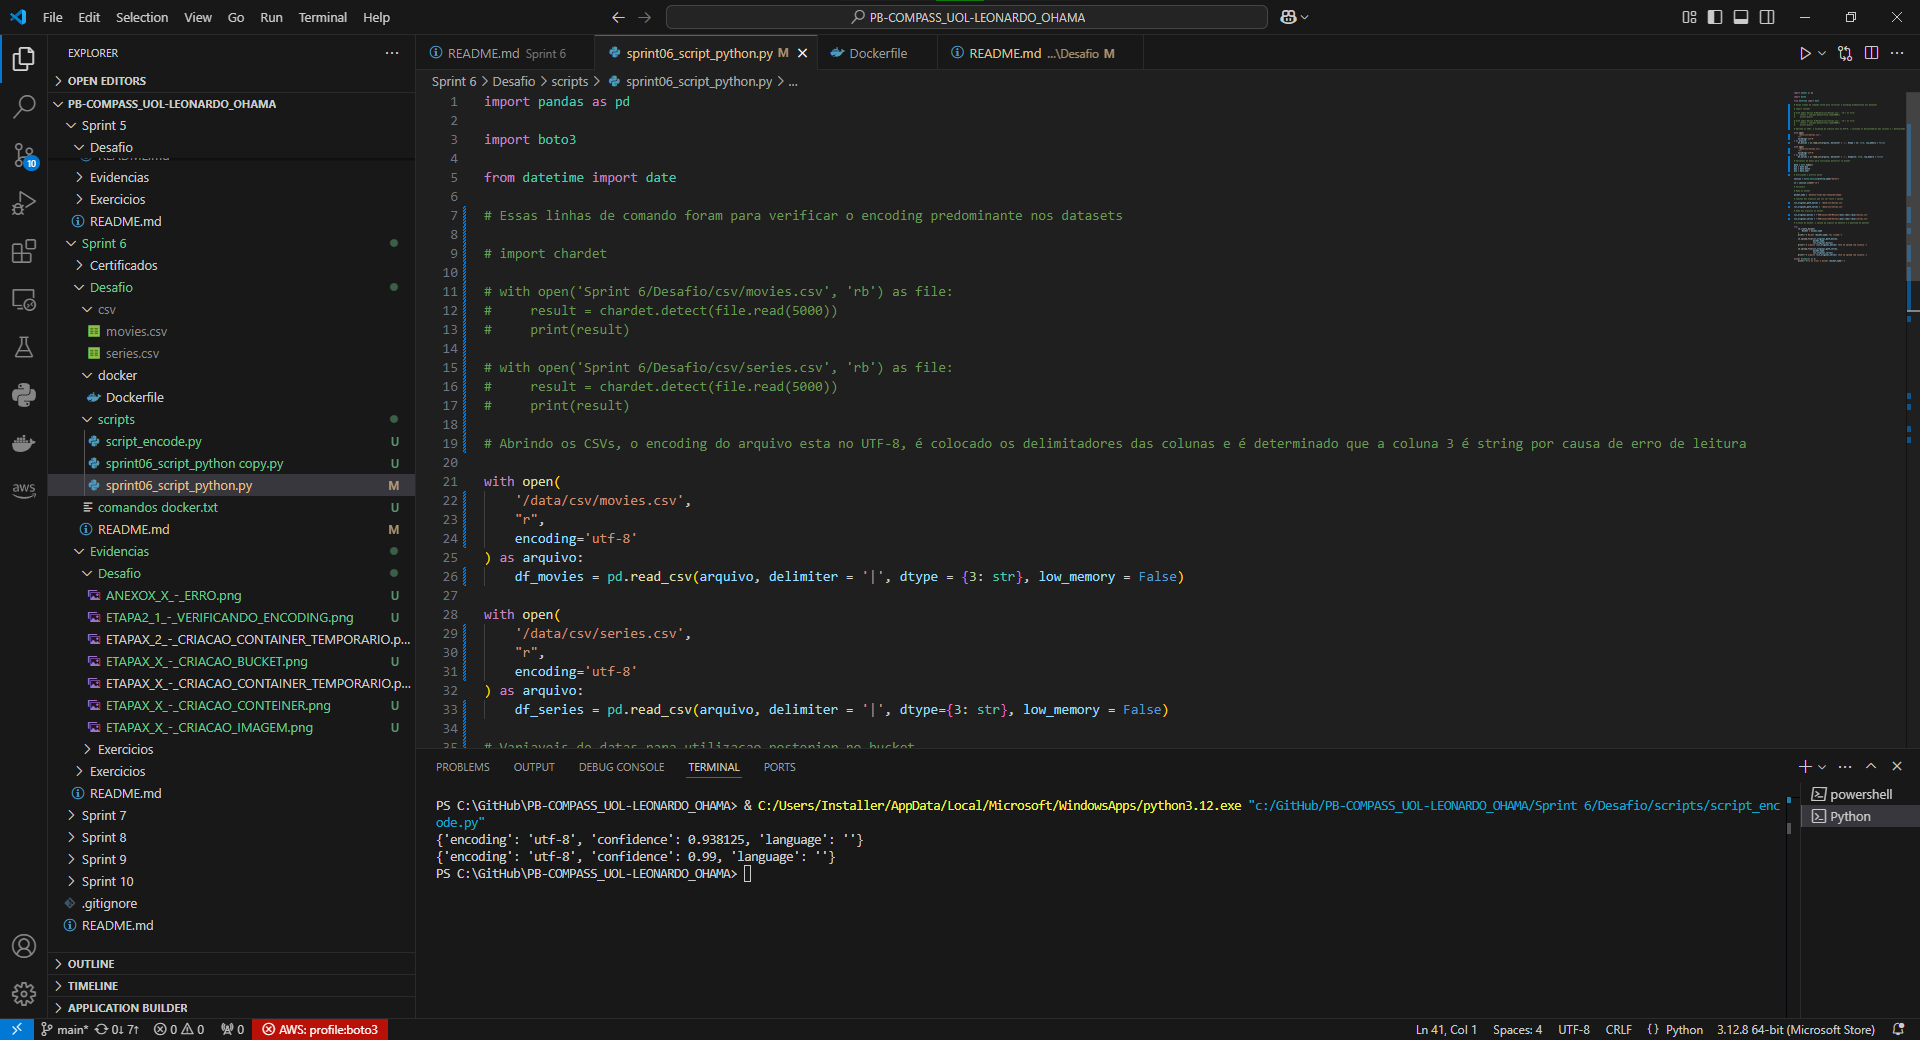 File Edit Selection View Go Run Terminal Help
PB-COMPASS_UOL-LEONARDO_OHAMA
EXPLORER
OPEN EDITORS
PB-COMPASS_UOL-LEONARDO_OHAMA
Sprint 5
Desafio
README.md
Evidencias
Exercicios
README.md
Sprint 6
Certificados
Desafio
csv
movies.csv
series.csv
docker
Dockerfile
scripts
script_encode.py U
sprint06_script_python copy.py U
sprint06_script_python.py M
comandos docker.txt U
README.md M
Evidencias
Desafio
ANEXOX_X_-_ERRO.png U
ETAPA2_1_-_VERIFICANDO_ENCODING.png U
ETAPAX_2_-_CRIACAO_CONTAINER_TEMPORARIO.p...
ETAPAX_X_-_CRIACAO_BUCKET.png U
ETAPAX_X_-_CRIACAO_CONTAINER_TEMPORARIO.p...
ETAPAX_X_-_CRIACAO_CONTEINER.png U
ETAPAX_X_-_CRIACAO_IMAGEM.png U
Exercicios
Exercicios
README.md
Sprint 7
Sprint 8
Sprint 9
Sprint 10
.gitignore
README.md
OUTLINE
TIMELINE
APPLICATION BUILDER
10
aws
README.md Sprint 6
sprint06_script_python.py M
Dockerfile
README.md ...\Desafio M
Sprint 6 > Desafio > scripts > sprint06_script_python.py > ...
1 import pandas as pd
2
3 import boto3
4
5 from datetime import date
6
7 # Essas linhas de comando foram para verificar o encoding predominante nos datasets
8
9 # import chardet
10
11 # with open('Sprint 6/Desafio/csv/movies.csv', 'rb') as file:
12 #     result = chardet.detect(file.read(5000))
13 #     print(result)
14
15 # with open('Sprint 6/Desafio/csv/series.csv', 'rb') as file:
16 #     result = chardet.detect(file.read(5000))
17 #     print(result)
18
19 # Abrindo os CSVs, o encoding do arquivo esta no UTF-8, é colocado os delimitadores das colunas e é determinado que a coluna 3 é string por causa de erro de leitura
20
21 with open(
22     '/data/csv/movies.csv',
23     "r",
24     encoding='utf-8'
25 ) as arquivo:
26     df_movies = pd.read_csv(arquivo, delimiter = '|', dtype = {3: str}, low_memory = False)
27
28 with open(
29     '/data/csv/series.csv',
30     "r",
31     encoding='utf-8'
32 ) as arquivo:
33     df_series = pd.read_csv(arquivo, delimiter = '|', dtype={3: str}, low_memory = False)
34
35 # Variaveis de datas para utilizacao posterior no bucket
PROBLEMS OUTPUT DEBUG CONSOLE TERMINAL PORTS
PS C:\GitHub\PB-COMPASS_UOL-LEONARDO_OHAMA> & C:/Users/Installer/AppData/Local/Microsoft/WindowsApps/python3.12.exe "c:/GitHub/PB-COMPASS_UOL-LEONARDO_OHAMA/Sprint 6/Desafio/scripts/script_enc
ode.py"
{'encoding': 'utf-8', 'confidence': 0.938125, 'language': ''}
{'encoding': 'utf-8', 'confidence': 0.99, 'language': ''}
PS C:\GitHub\PB-COMPASS_UOL-LEONARDO_OHAMA>
powershell
Python
main* 0↓ 7↑ 0 0 0 AWS: profile:boto3
Ln 41, Col 1 Spaces: 4 UTF-8 CRLF {} Python 3.12.8 64-bit (Microsoft Store)